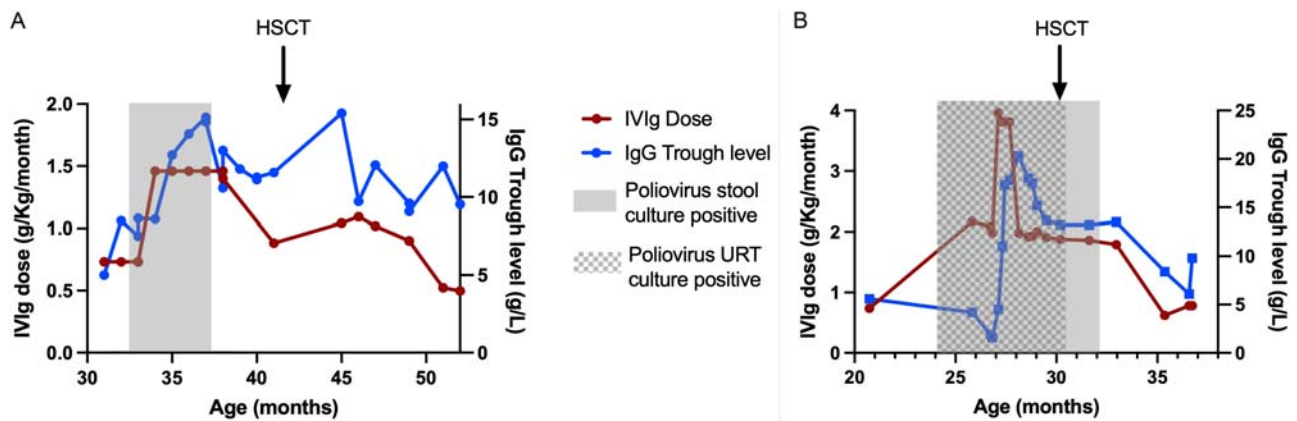 A
HSCT
IVIg dose (g/Kg/month)
2.0
1.5
1.0
0.5
0.0
15
10
5
0
IgG Trough level (g/L)
30
35
40
45
50
Age (months)
IVIg Dose
IgG Trough level
Poliovirus stool
culture positive
Poliovirus URT
culture positive
B
HSCT
IVIg dose (g/Kg/month)
4
3
2
1
0
25
20
15
10
5
0
IgG Trough level (g/L)
20
25
30
35
Age (months)